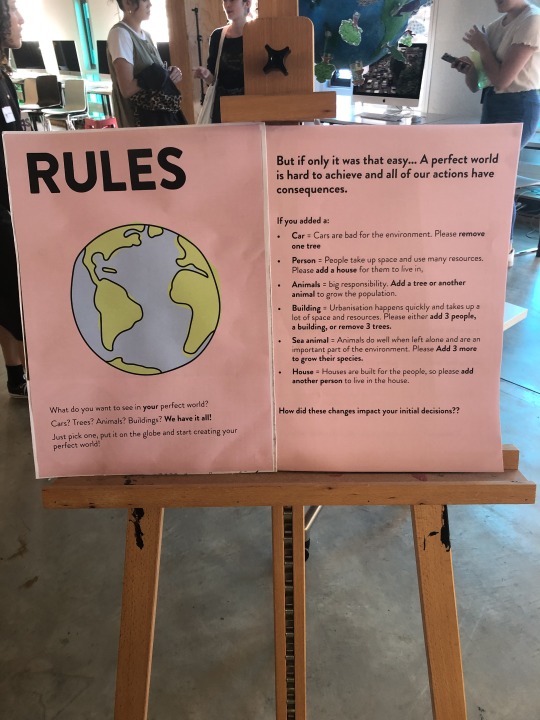 RULES
What do you want to see in your perfect world?
Cars? Trees? Animals? Buildings? We have it all!
Just pick one, put it on the globe and start creating your
perfect world!
But if only it was that easy... A perfect world
is hard to achieve and all of our actions have
consequences.
If you added a:
• Car = Cars are bad for the environment. Please remove
one tree
• Person = People take up space and use many resources.
Please add a house for them to live in,
• Animals = big responsibility. Add a tree or another
animal to grow the population.
• Building = Urbanisation happens quickly and takes up a
lot of space and resources. Please either add 3 people,
a building, or remove 3 trees.
• Sea animal = Animals do well when left alone and are an
important part of the environment. Please Add 3 more
to grow their species.
• House = Houses are built for the people, so please add
another person to live in the house.
How did these changes impact your initial decisions??